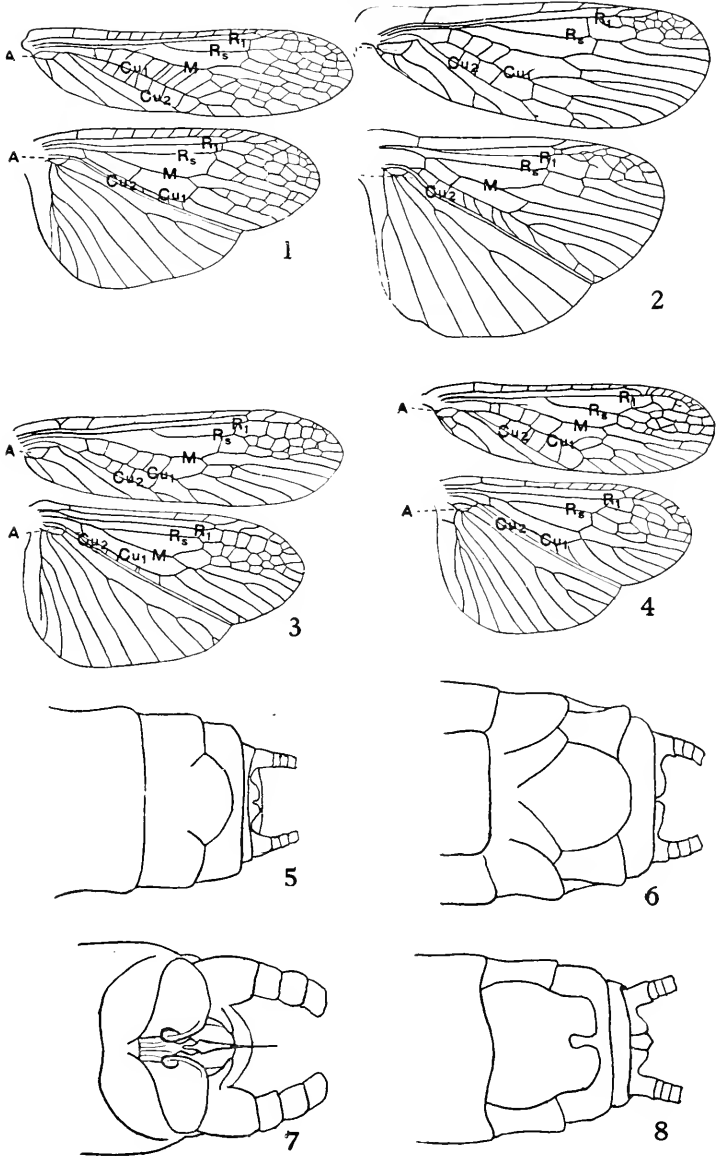 A R₁ Rₛ Cu₁ M Cu₂
A R₁ Rₛ M Cu₂ Cu₁
1
A R₁ Rₛ Cu₂ Cu₁
R₁ Rₛ Cu₂ M
2
A R₁ Rₛ M Cu₂ Cu₁
A R₁ Rₛ Cu₂ Cu₁ M
3
A R₁ Rₛ M Cu₂ Cu₁
A R₁ Rₛ Cu₂ Cu₁
4
5
6
7
8